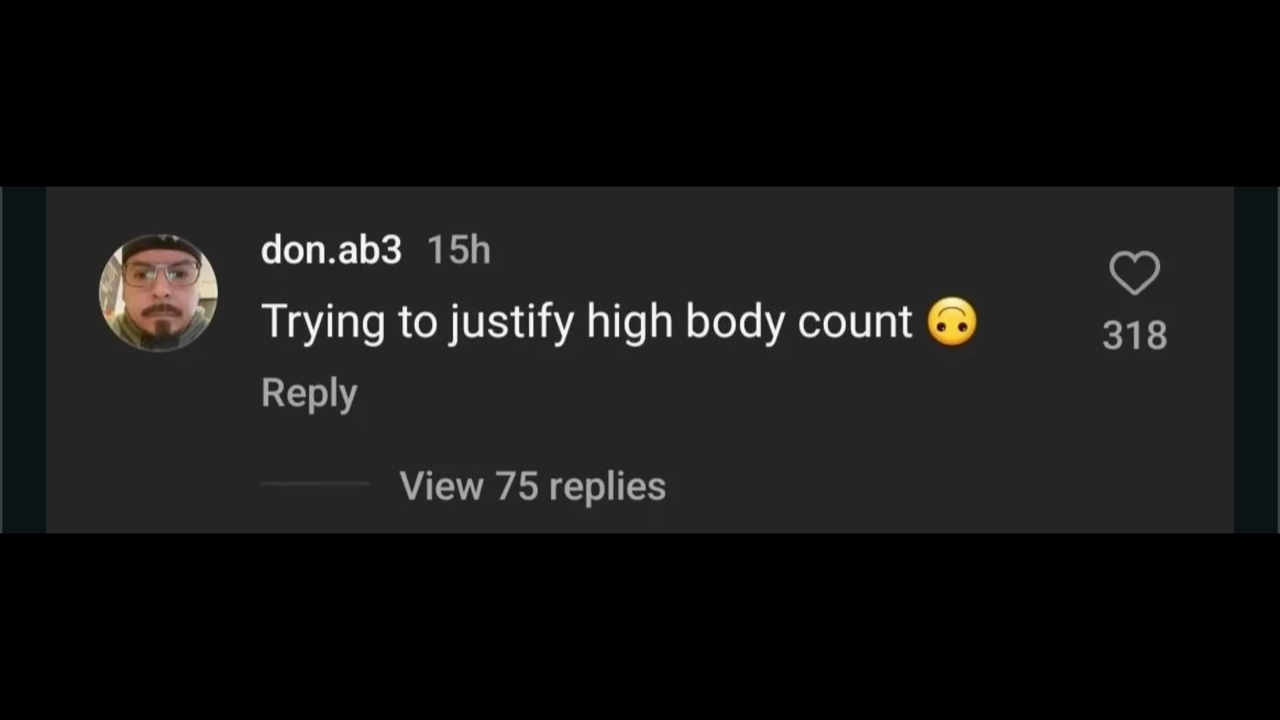 don.ab3 15h
Trying to justify high body count 🙃
318
Reply
View 75 replies